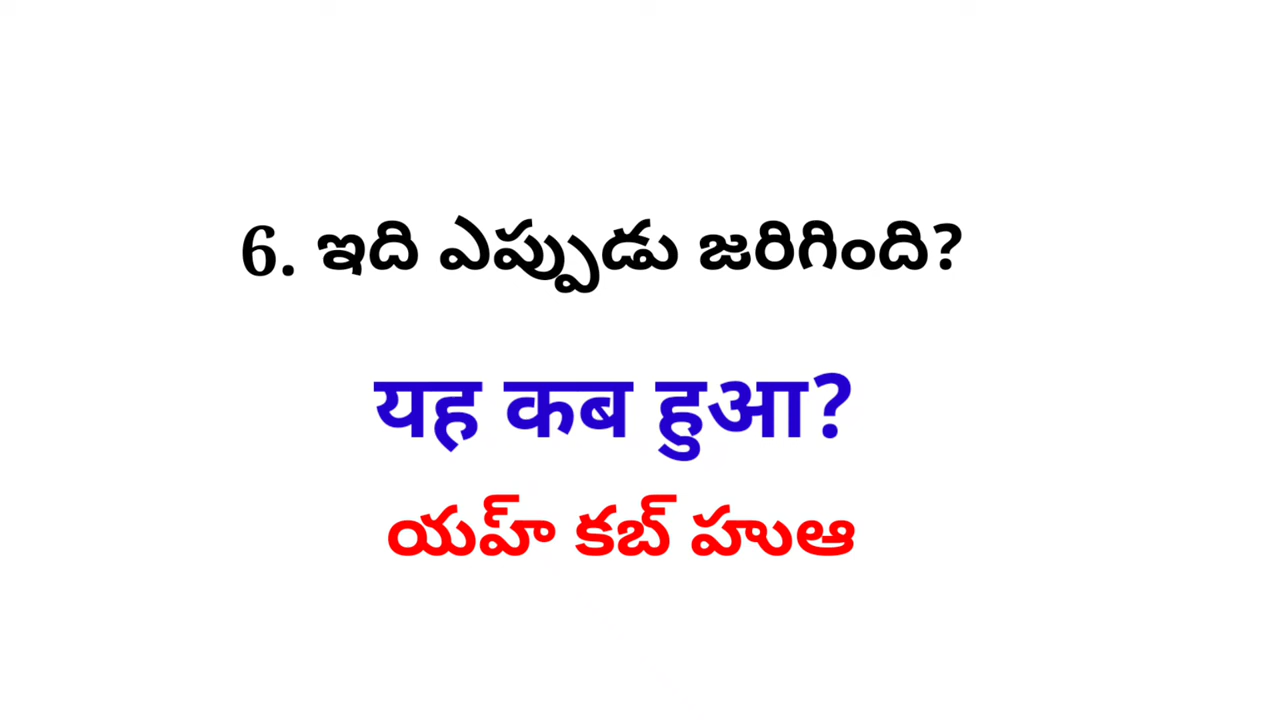 6. ఇది ఎప్పుడు జరిగింది?
यह कब हुआ?
యహ్ కబ్ హుఆ